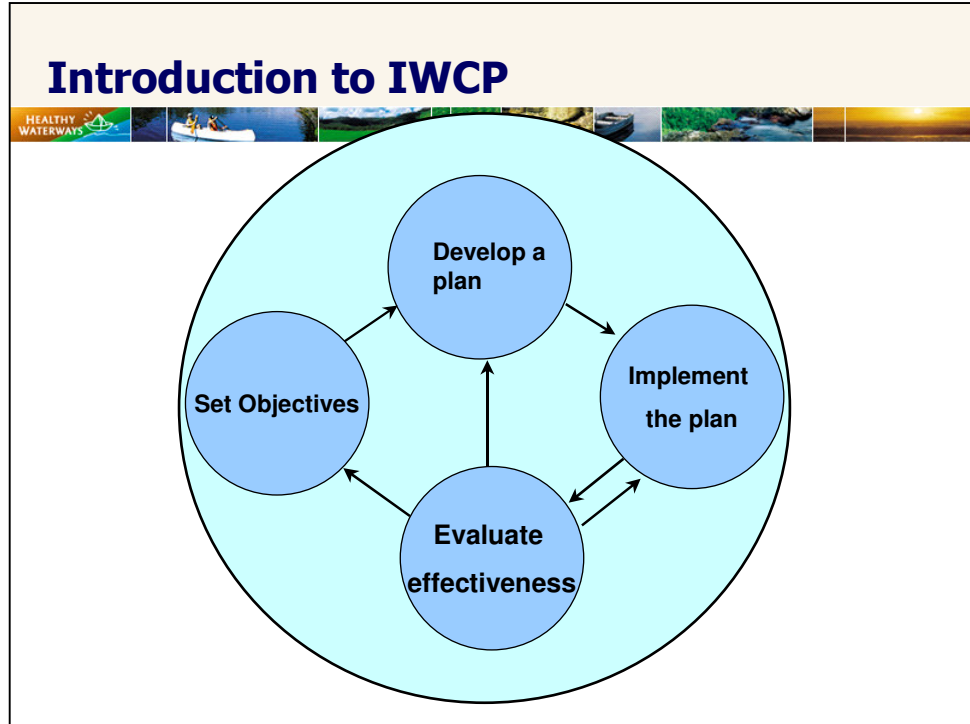 Introduction to IWCP
HEALTHY
WATERWAYS
Develop a
plan
Set Objectives
Implement
the plan
Evaluate
effectiveness